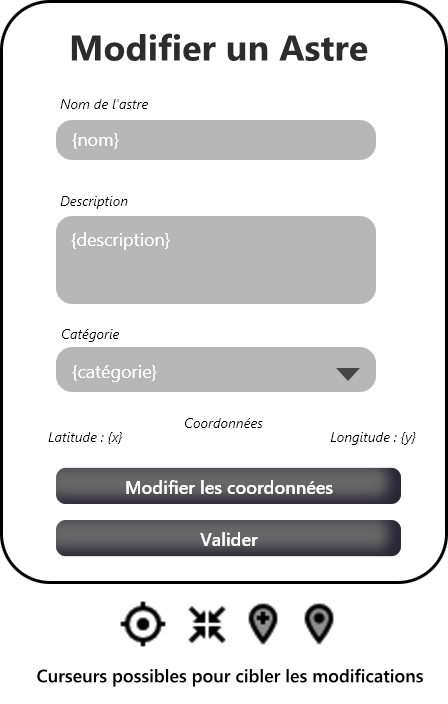 Modifier un Astre
Nom de l'astre
{nom}
Description
{description}
Catégorie
{catégorie}
Coordonnées
Latitude : {x}
Longitude : {y}
Modifier les coordonnées
Valider
Curseurs possibles pour cibler les modifications